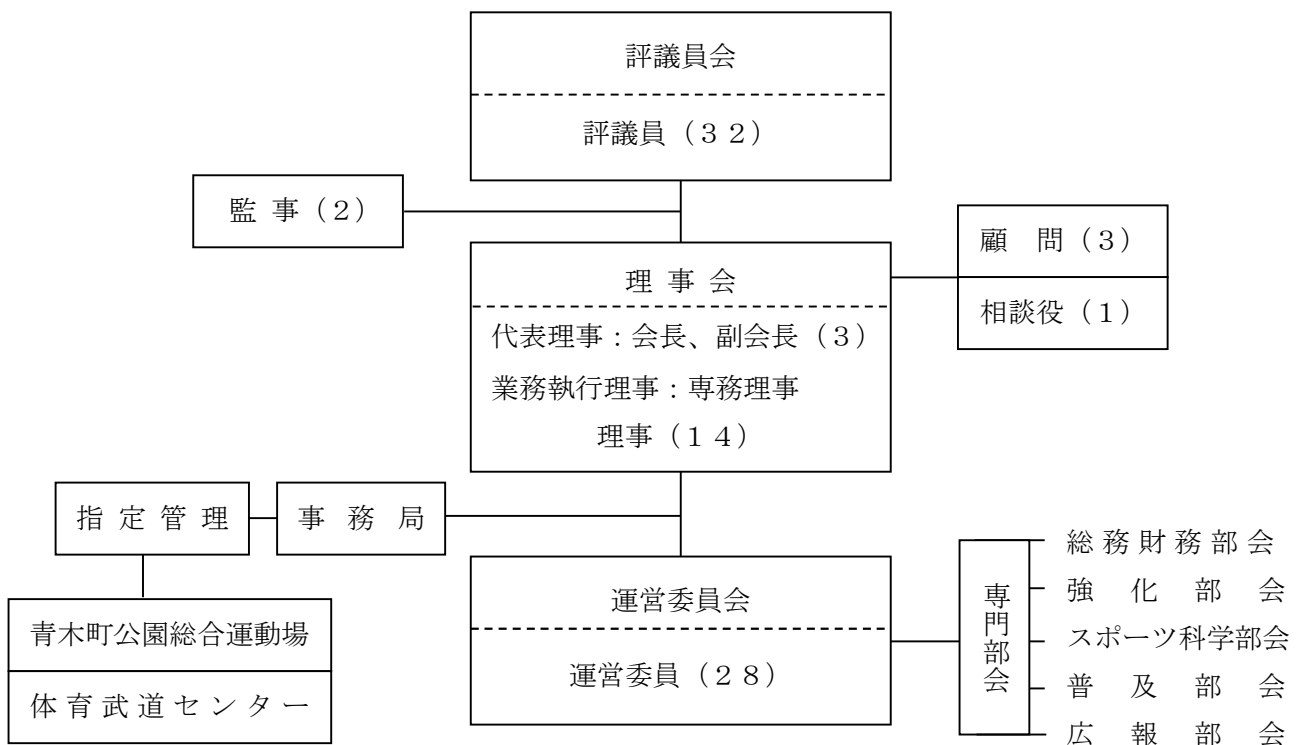 評議員会
評議員（３２）
監 事（２）
顧 問（３）
相談役（１）
理 事 会
代表理事：会長、副会長（３）
業務執行理事：専務理事
理事（１４）
指 定 管 理
事 務 局
運営委員会
運営委員（２８）
青木町公園総合運動場
体育武道センター
専門部会
総務財務部会
強 化 部 会
スポーツ科学部会
普 及 部 会
広 報 部 会